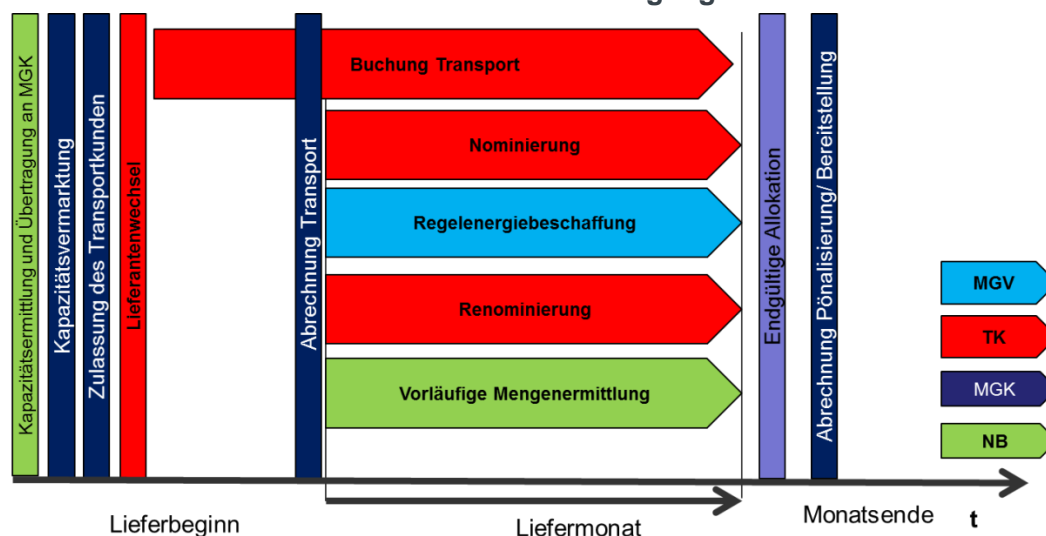 Kapazitätsermittlung und Übertragung an MGK
Kapazitätsvermarktung
Zulassung des Transportkunden
Lieferantenwechsel
Buchung Transport
Abrechnung Transport
Nominierung
Regelenergiebeschaffung
Renominierung
Vorläufige Mengenermittlung
Endgültige Allokation
Abrechnung Pönalisierung/ Bereitstellung
MGV
TK
MGK
NB
Lieferbeginn
Liefermonat
Monatsende
t